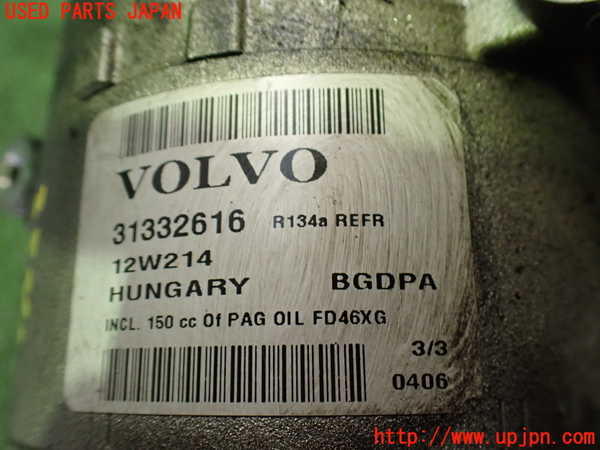 USED PARTS JAPAN
VOLVO
31332616 R134a REFR
12W214
HUNGARY BGDPA
INCL. 150 cc Of PAG OIL FD46XG
3/3
0406
http://www.upjpn.com/